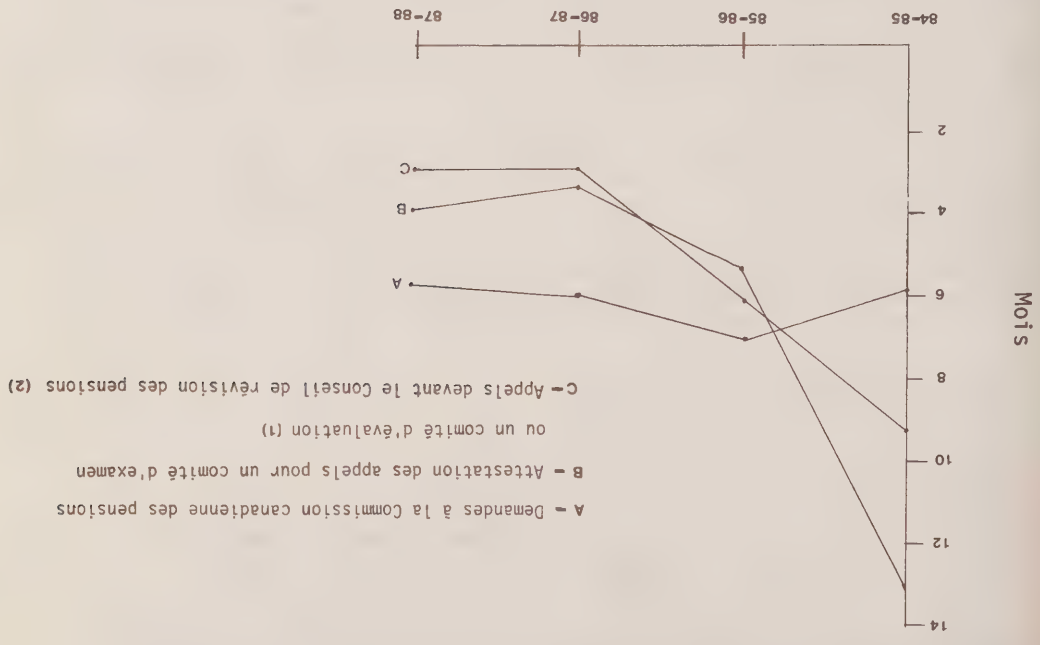 14
12
10
8
6
4
2
Mois
A - Demandes à la Commission canadienne des pensions
B - Attestation des appels pour un comité d'examen
ou un comité d'évaluation (1)
C - Appels devant le Conseil de révision des pensions (2)
A
B
C
84-85
85-86
86-87
87-88